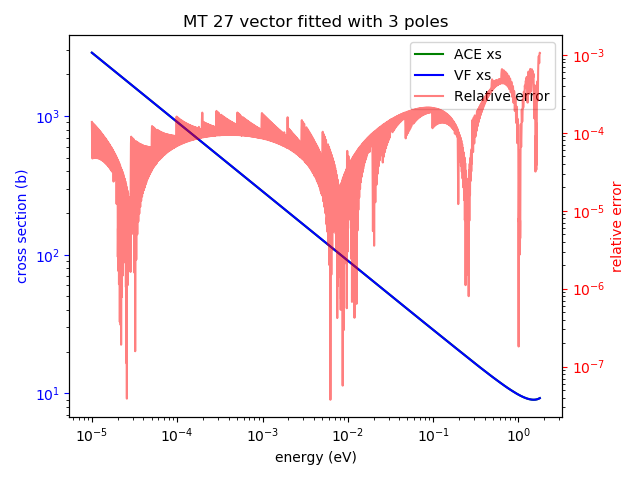 MT 27 vector fitted with 3 poles
ACE xs
VF xs
Relative error
cross section (b)
10³
10²
10¹
relative error
10⁻³
10⁻⁴
10⁻⁵
10⁻⁶
10⁻⁷
10⁻⁵ 10⁻⁴ 10⁻³ 10⁻² 10⁻¹ 10⁰
energy (eV)